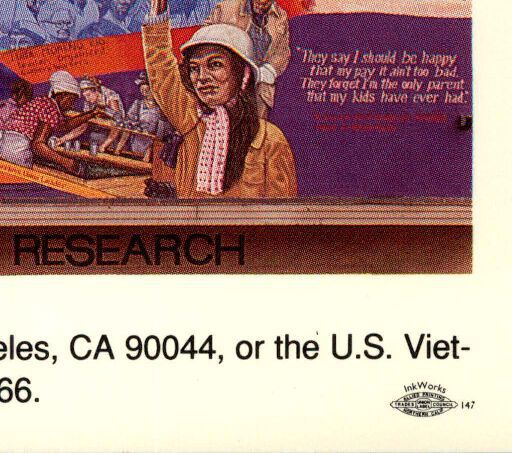 "They say I should be happy
that my pay it ain't too bad.
They forget I'm the only parent
that my kids have ever had."
RESEARCH
eles, CA 90044, or the U.S. Viet-
66.
InkWorks
ALLIED PRINTING
TRADES UNION LABEL COUNCIL
NORTHERN CALIF
147